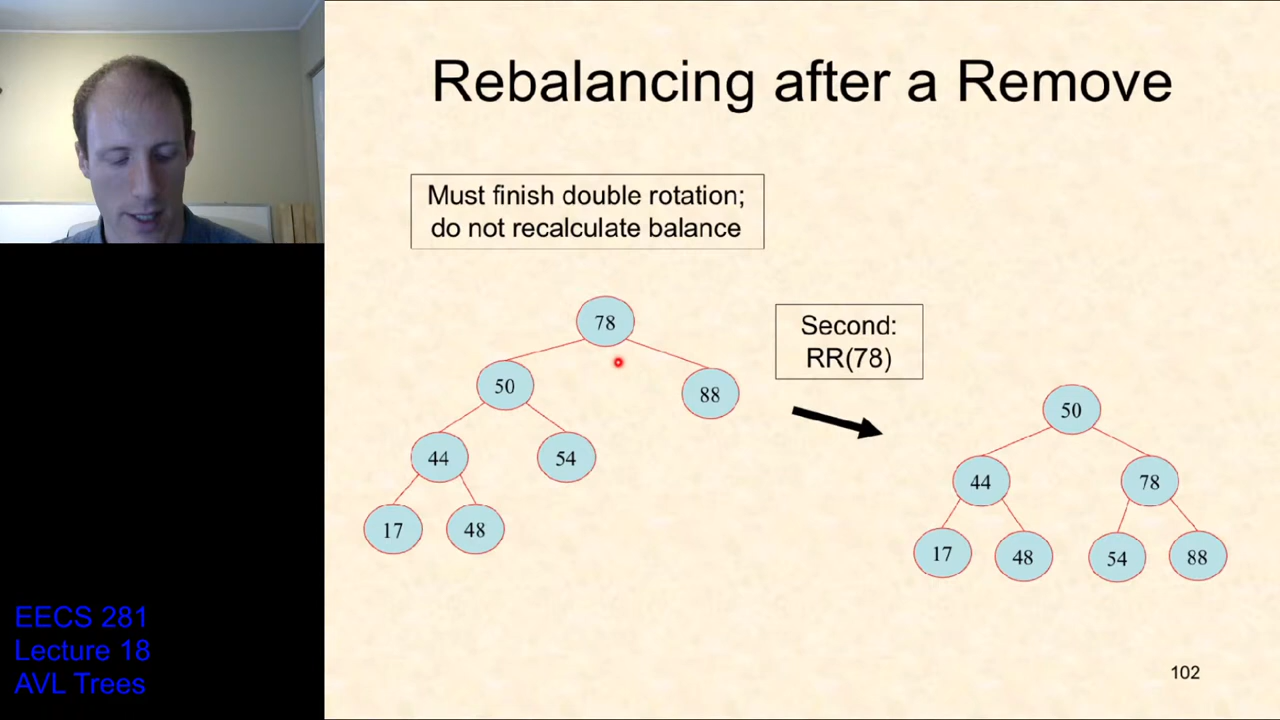 Rebalancing after a Remove
Must finish double rotation;
do not recalculate balance
78
50
88
44
54
17
48
Second:
RR(78)
50
44
78
17
48
54
88
EECS 281
Lecture 18
AVL Trees
102